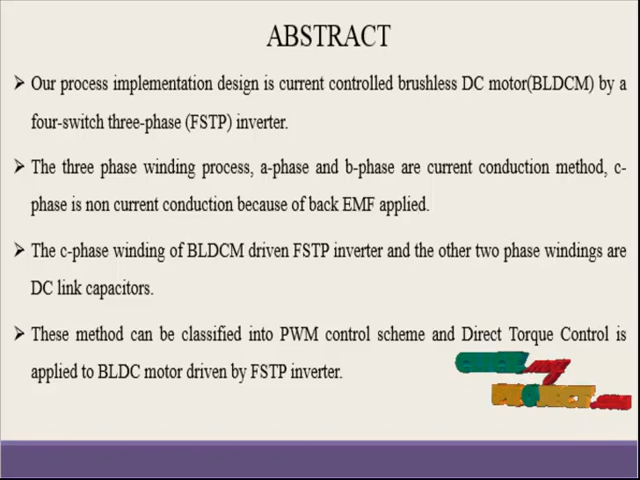 ABSTRACT
➢ Our process implementation design is current controlled brushless DC motor(BLDCM) by a
four-switch three-phase (FSTP) inverter.
➢ The three phase winding process, a-phase and b-phase are current conduction method, c-
phase is non current conduction because of back EMF applied.
➢ The c-phase winding of BLDCM driven FSTP inverter and the other two phase windings are
DC link capacitors.
➢ These method can be classified into PWM control scheme and Direct Torque Control is
applied to BLDC motor driven by FSTP inverter.
my
PROJECT.com